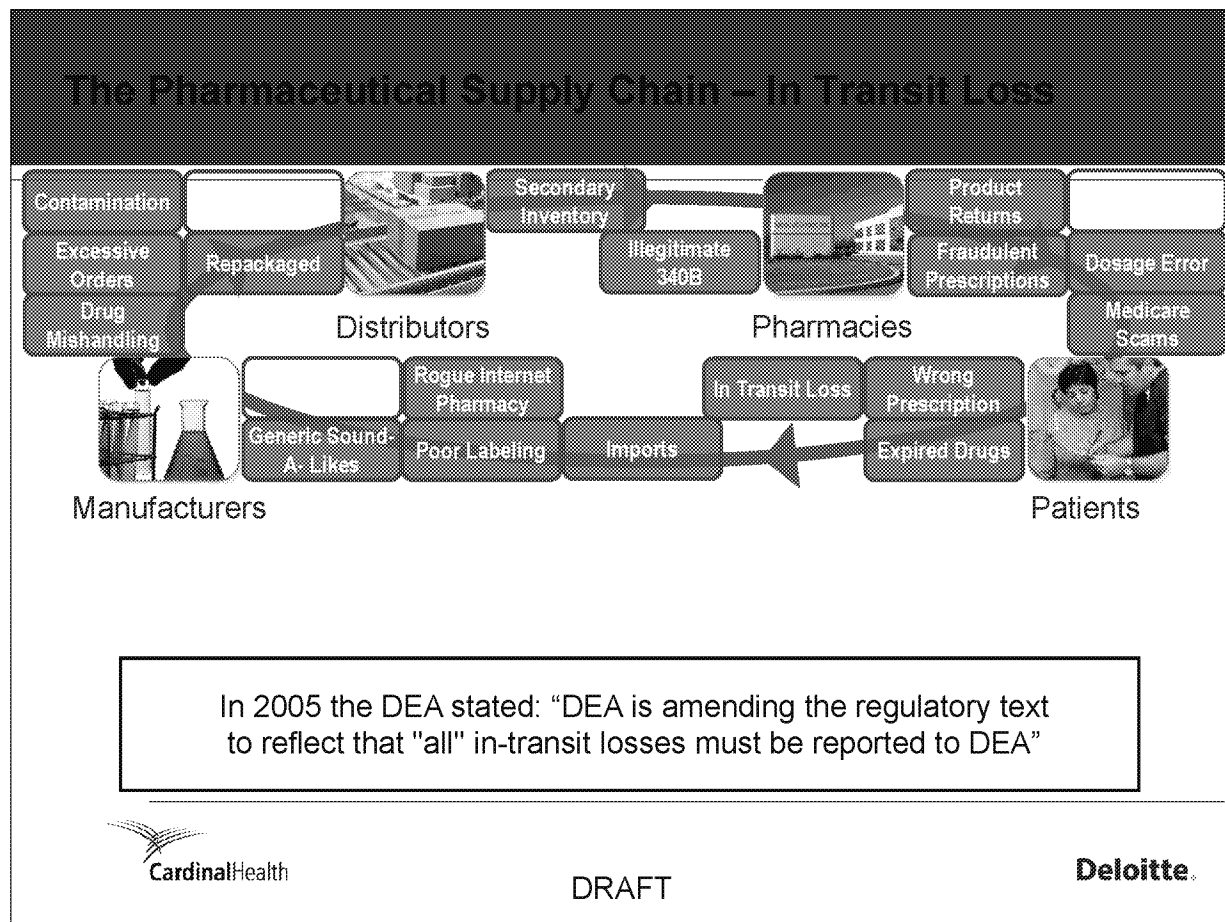 The Pharmaceutical Supply Chain – In Transit Loss
Contamination
Excessive
Orders
Drug
Mishandling
Repackaged
Distributors
Secondary
Inventory
Illegitimate
340B
Pharmacies
Product
Returns
Fraudulent
Prescriptions
Dosage Error
Medicare
Scams
Manufacturers
Generic Sound-
A- Likes
Rogue Internet
Pharmacy
Poor Labeling
Imports
In Transit Loss
Wrong
Prescription
Expired Drugs
Patients
In 2005 the DEA stated: “DEA is amending the regulatory text
to reflect that "all" in-transit losses must be reported to DEA”
CardinalHealth
DRAFT
Deloitte.